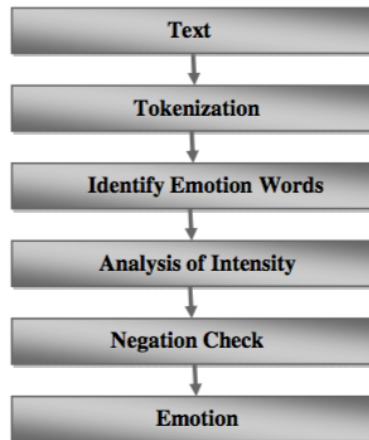 Text
Tokenization
Identify Emotion Words
Analysis of Intensity
Negation Check
Emotion